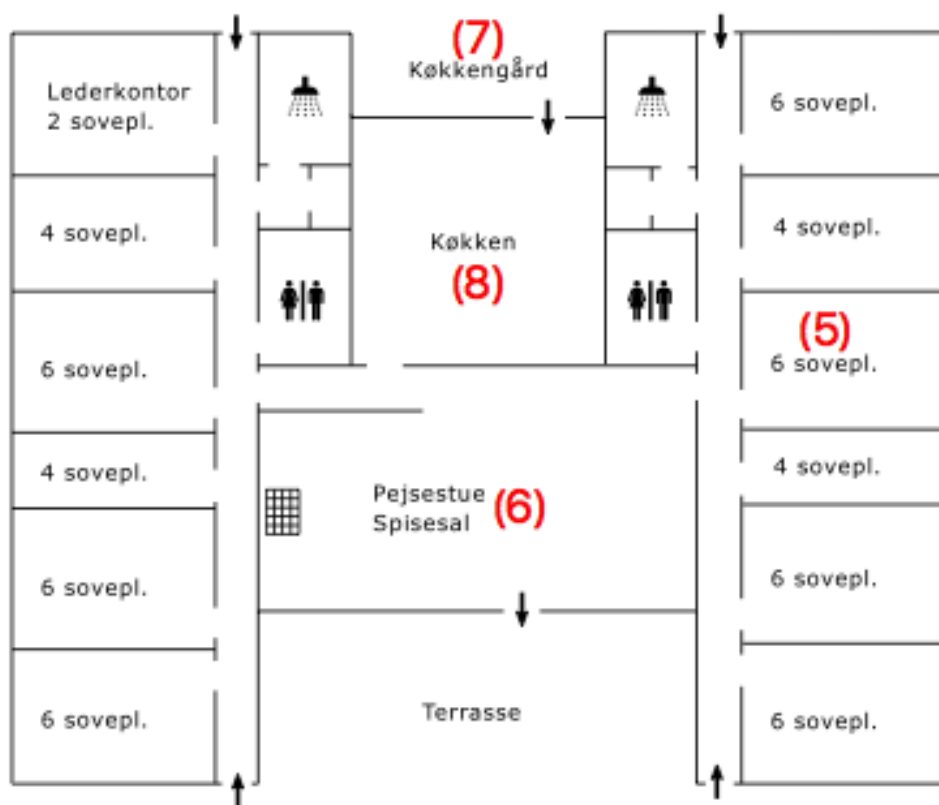 (7)
Køkkengård
Lederkontor
2 sovepl.
6 sovepl.
4 sovepl.
Køkken
4 sovepl.
(8)
(5)
6 sovepl.
6 sovepl.
4 sovepl.
4 sovepl.
Pejsestue (6)
Spisesal
6 sovepl.
6 sovepl.
6 sovepl.
Terrasse
6 sovepl.